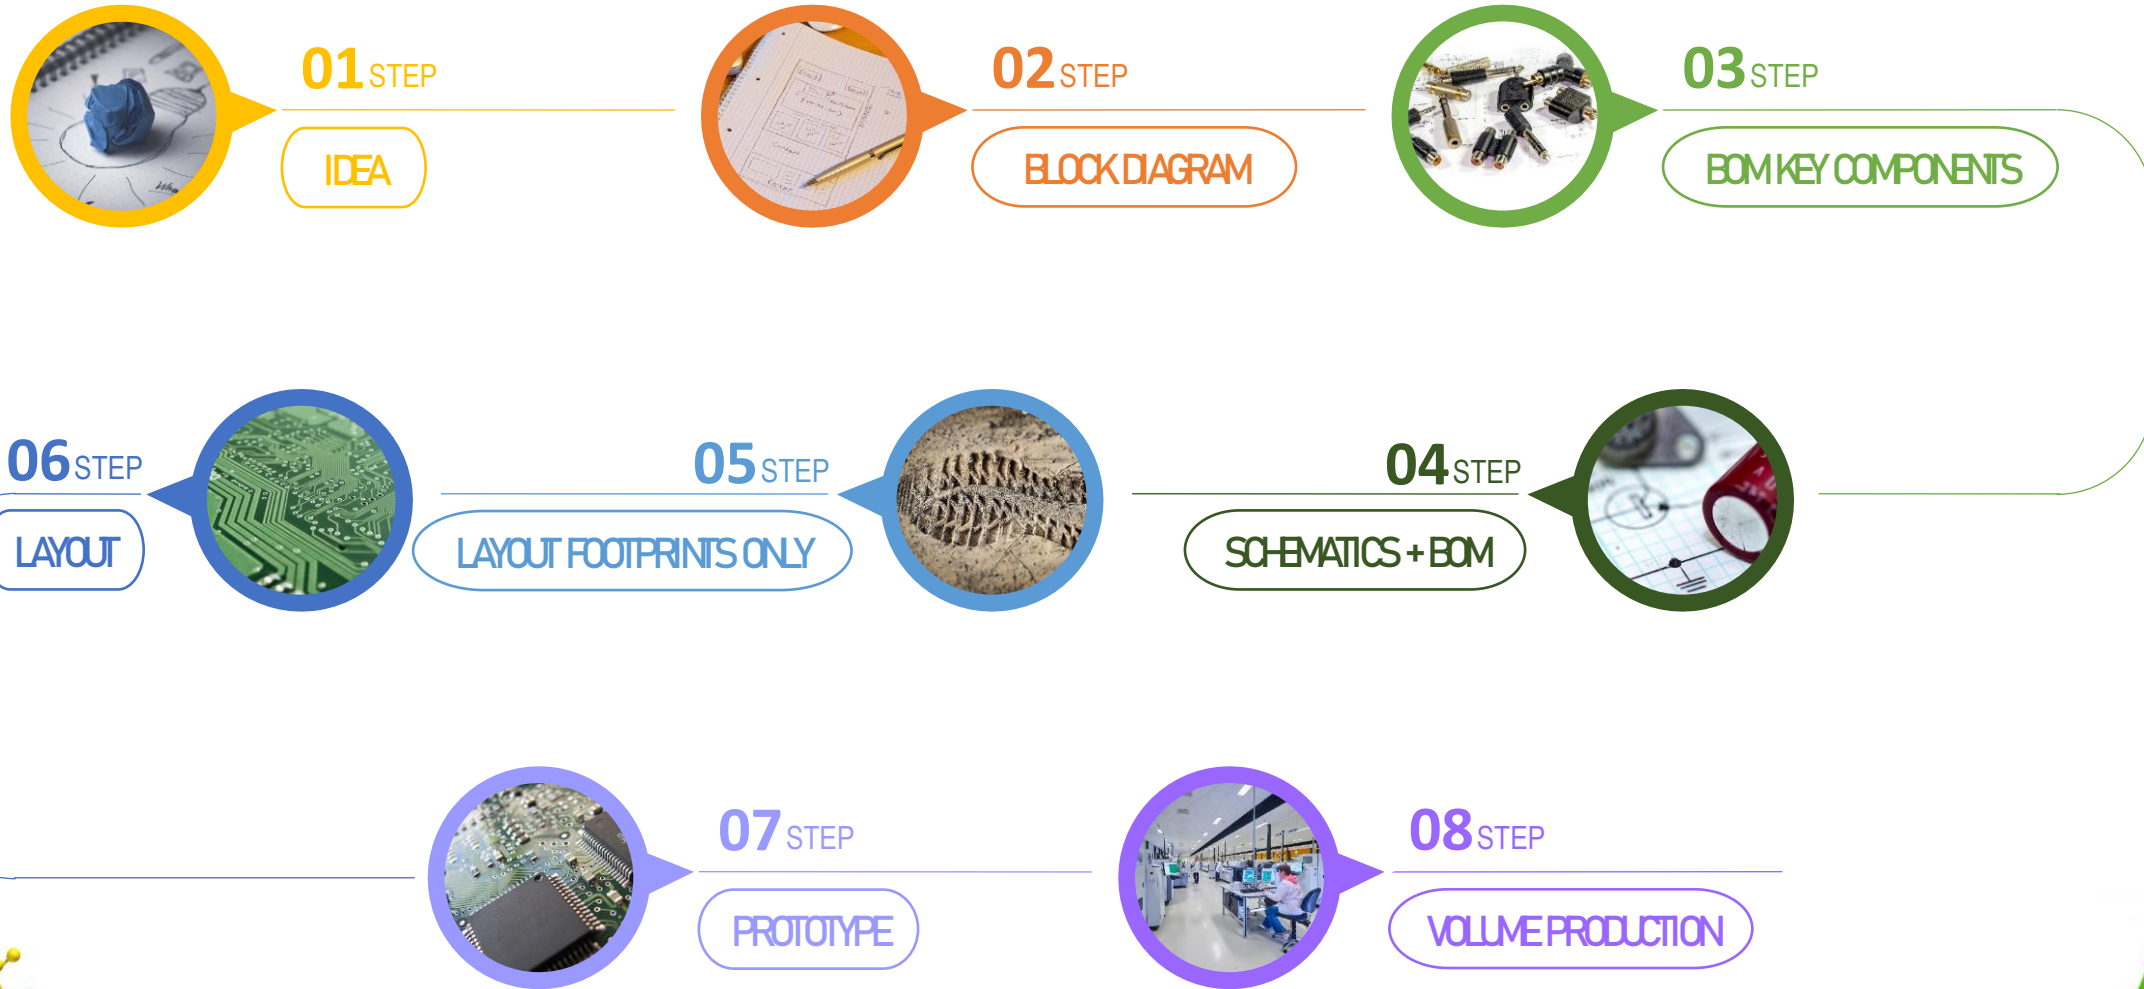 01 STEP
IDEA
02 STEP
BLOCK DIAGRAM
03 STEP
BOM KEY COMPONENTS
04 STEP
SCHEMATICS + BOM
05 STEP
LAYOUT FOOTPRINTS ONLY
06 STEP
LAYOUT
07 STEP
PROTOTYPE
08 STEP
VOLUME PRODUCTION